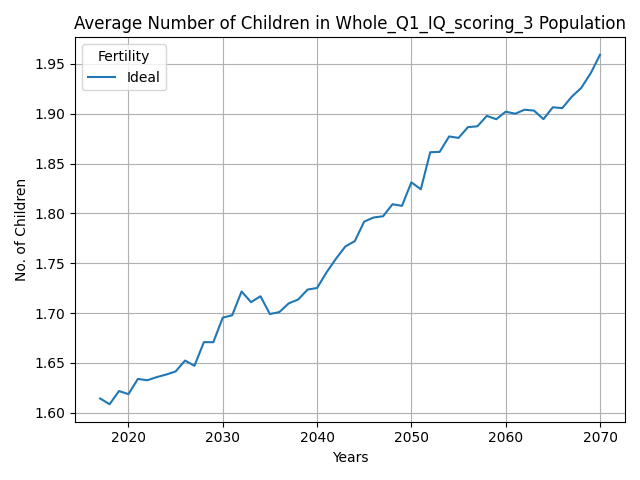 Average Number of Children in Whole_Q1_IQ_scoring_3 Population
Fertility
Ideal
No. of Children
1.95
1.90
1.85
1.80
1.75
1.70
1.65
1.60
2020 2030 2040 2050 2060 2070
Years